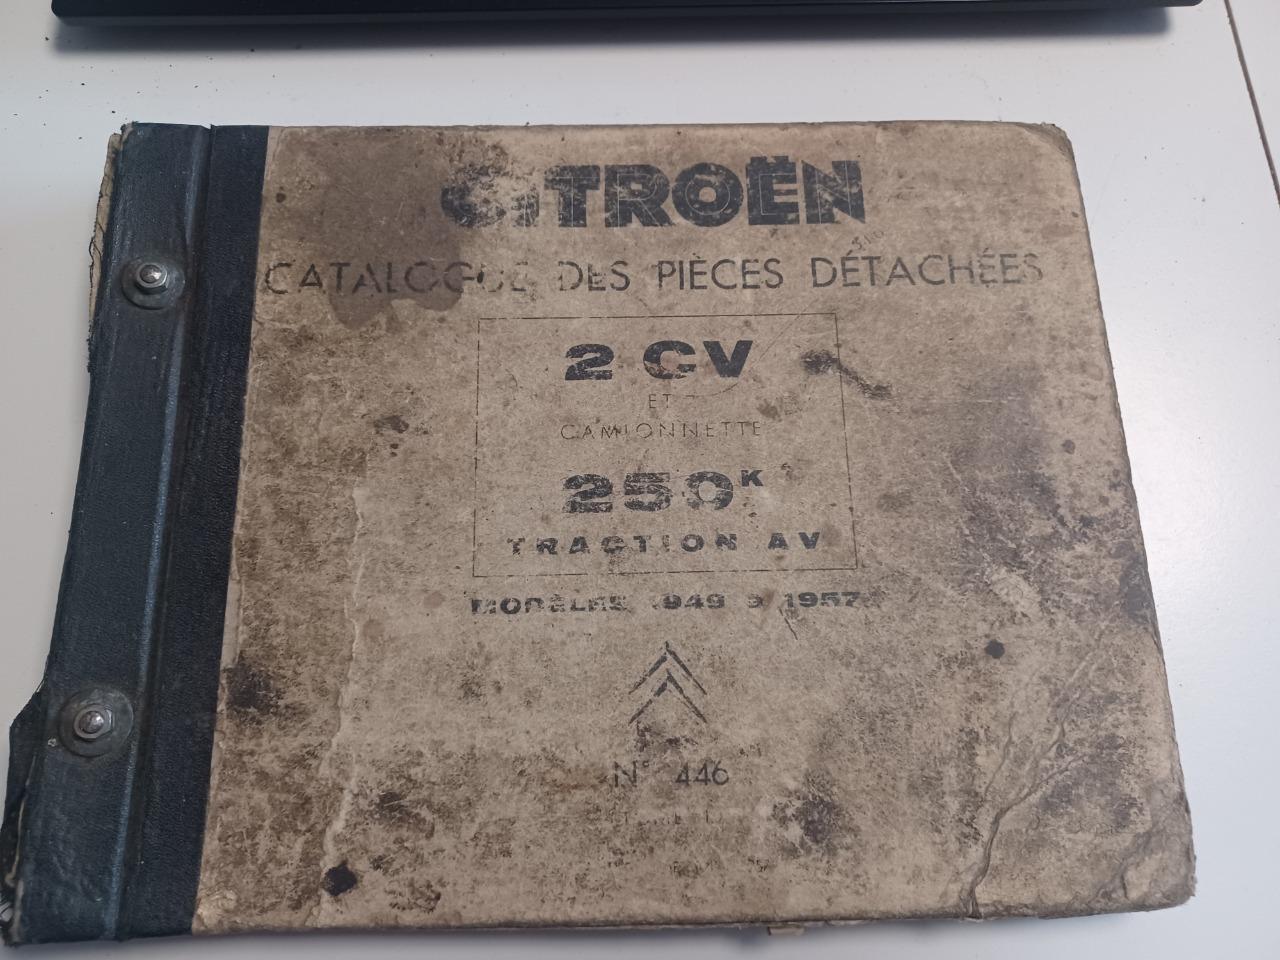 CITROËN
CATALOGUE DES PIÈCES DÉTACHÉES
2 CV
ET
CAMIONNETTE
250K
TRACTION AV
MODÈLES 1949 à 1957
N° 446